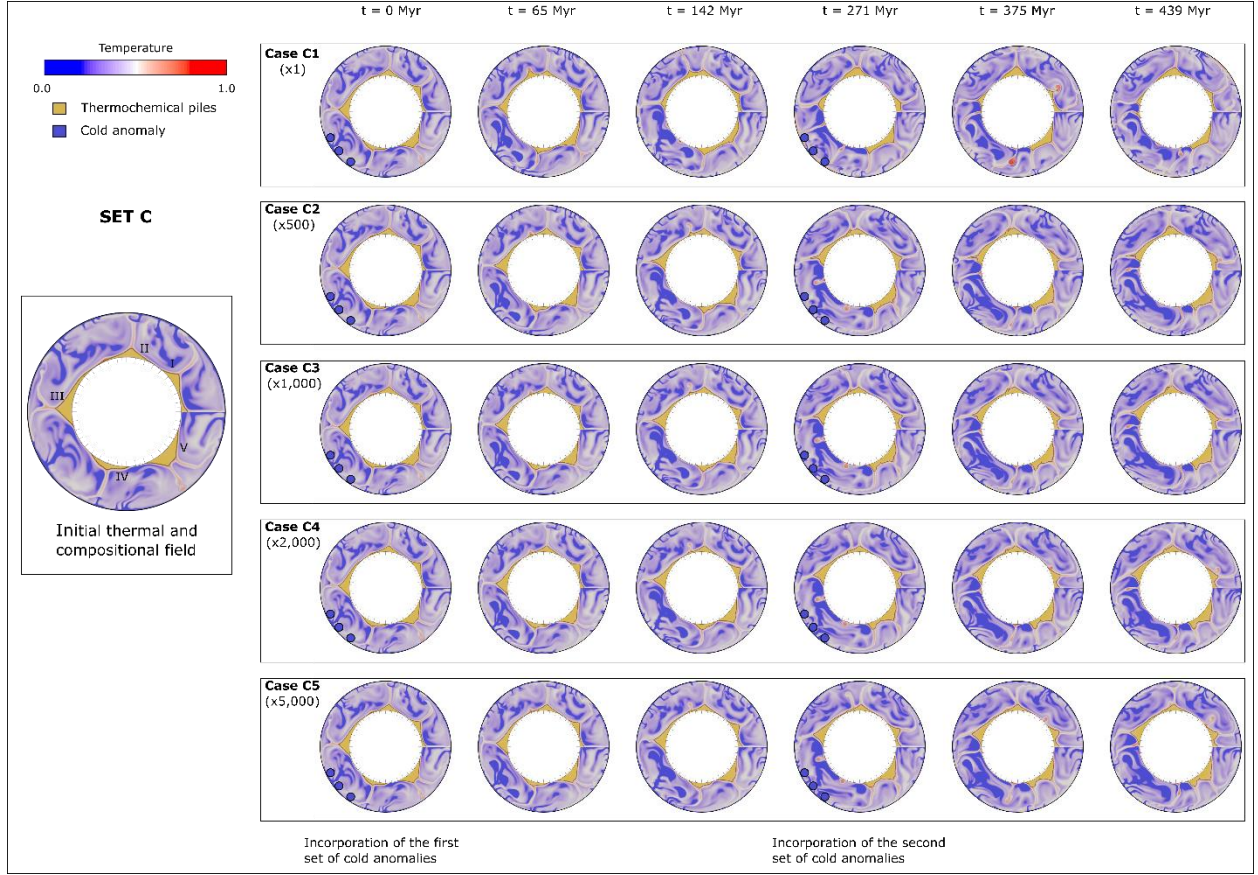 t = 0 Myr
t = 65 Myr
t = 142 Myr
t = 271 Myr
t = 375 Myr
t = 439 Myr
Temperature
0.0
1.0
Thermochemical piles
Cold anomaly
SET C
II
I
III
IV
V
Initial thermal and
compositional field
Case C1
(x1)
Case C2
(x500)
Case C3
(x1,000)
Case C4
(x2,000)
Case C5
(x5,000)
Incorporation of the first
set of cold anomalies
Incorporation of the second
set of cold anomalies